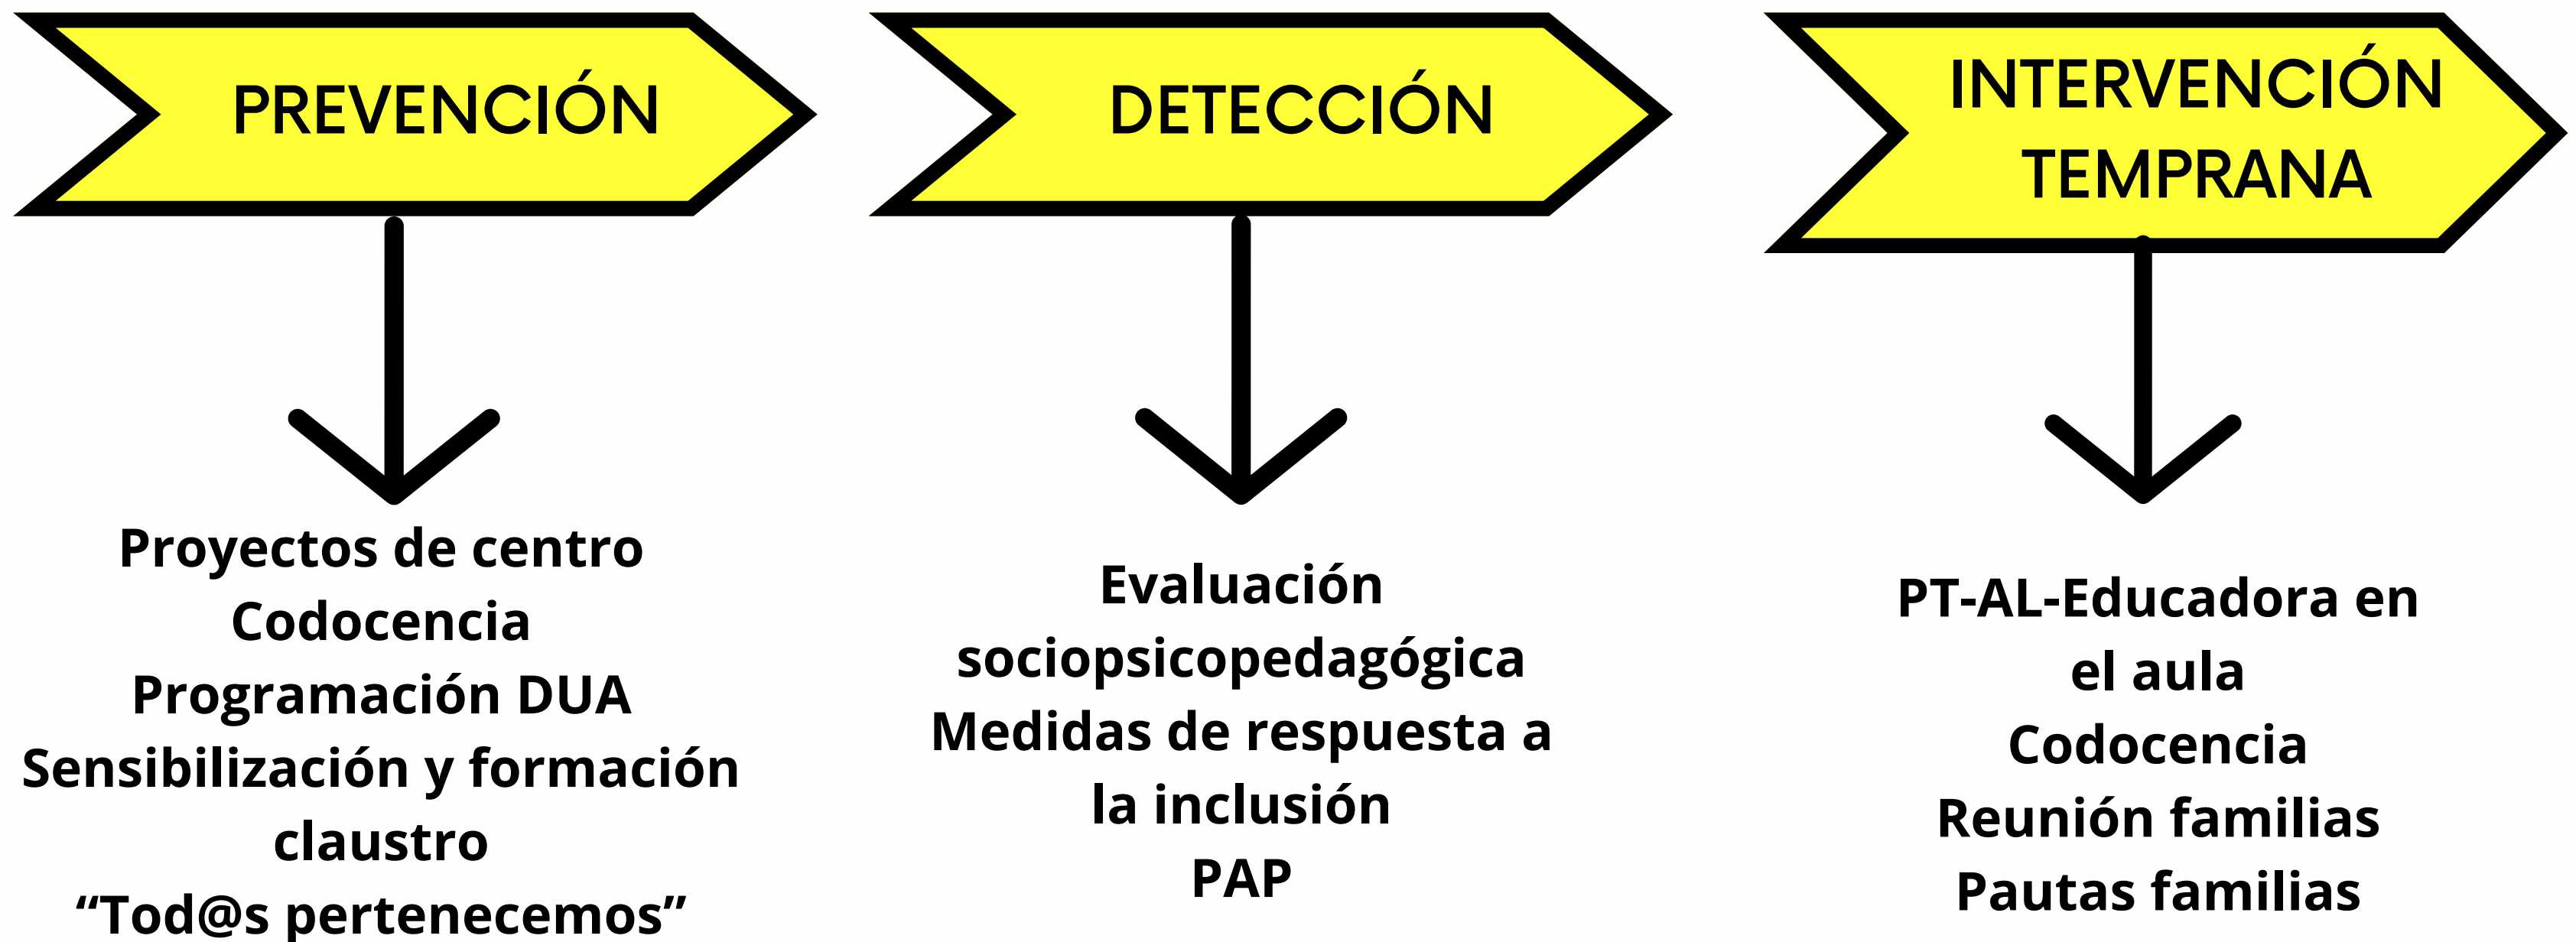 PREVENCIÓN
Proyectos de centro
Codocencia
Programación DUA
Sensibilización y formación
claustro
“Tod@s pertenecemos”
DETECCIÓN
Evaluación
sociopsicopedagógica
Medidas de respuesta a
la inclusión
PAP
INTERVENCIÓN
TEMPRANA
PT-AL-Educadora en
el aula
Codocencia
Reunión familias
Pautas familias